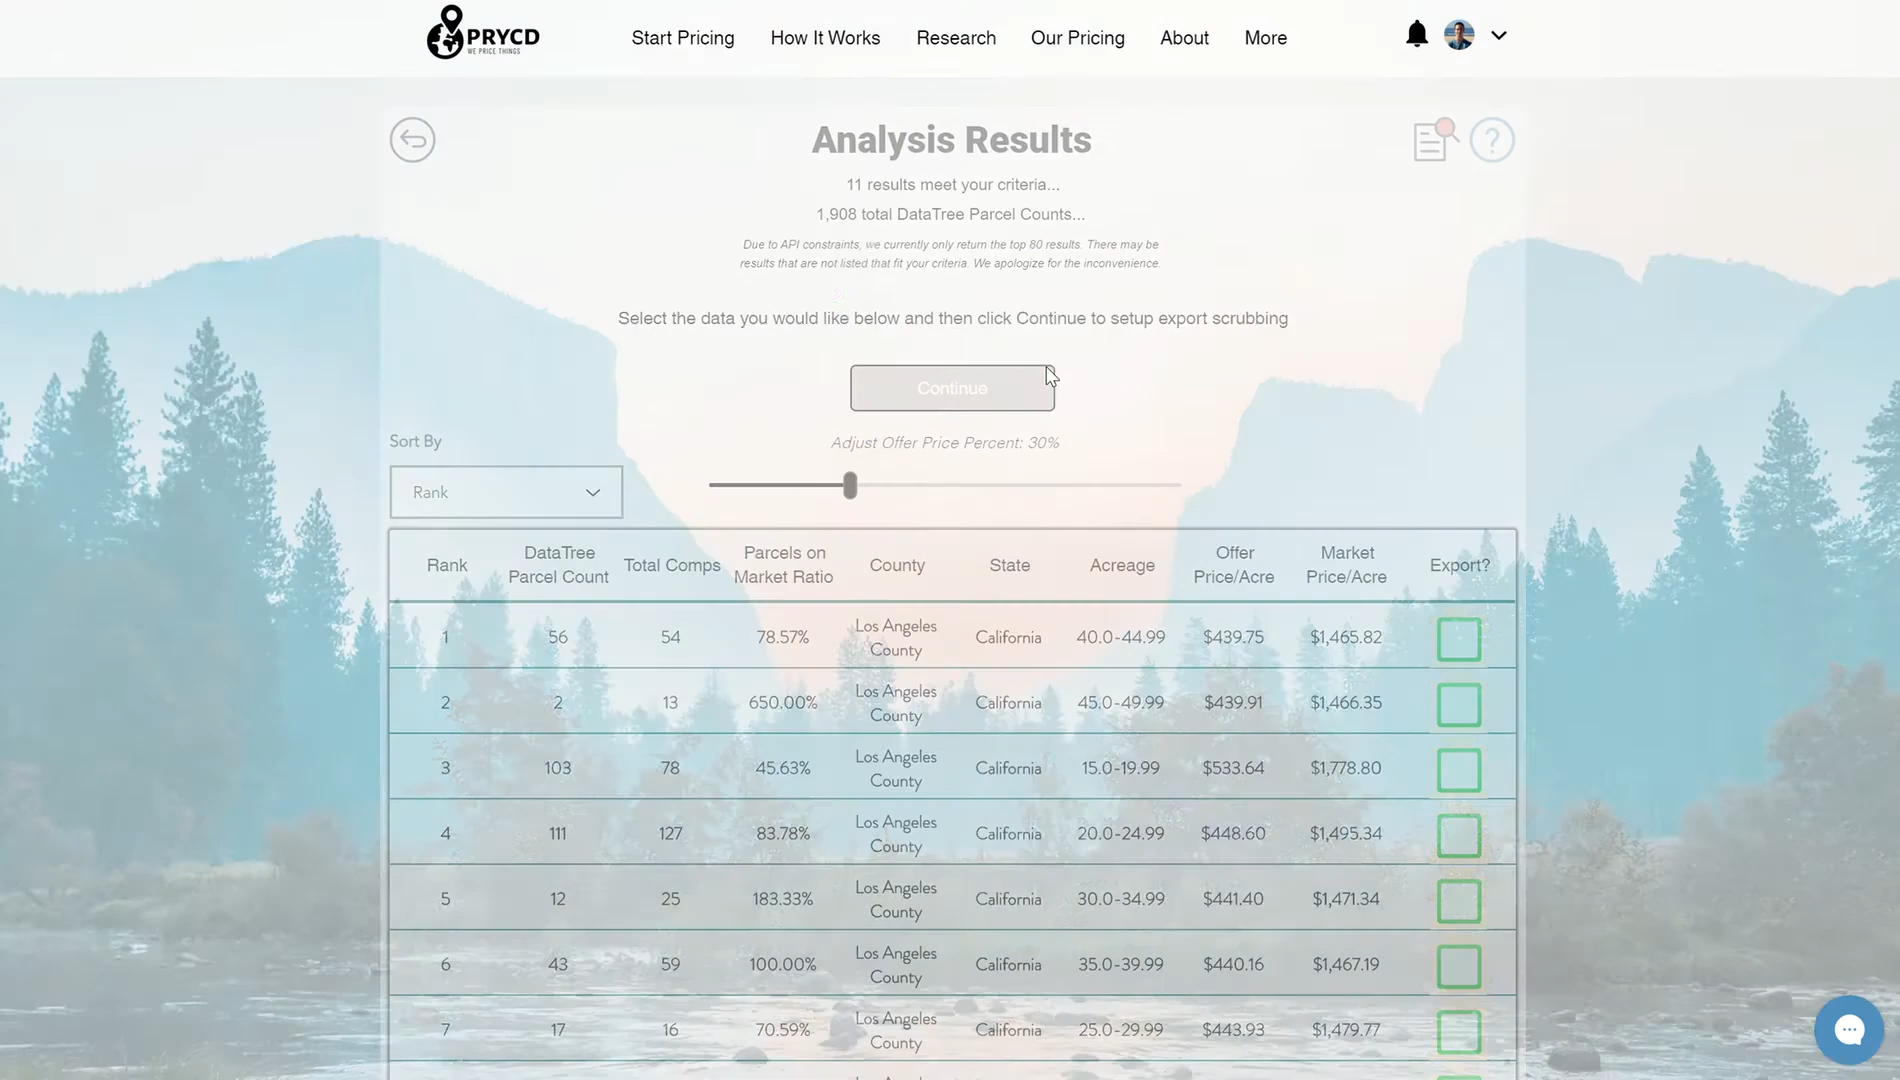 PRYCD
WE PRICE THINGS
Start Pricing
How It Works
Research
Our Pricing
About
More
Analysis Results
11 results meet your criteria...
1,908 total DataTree Parcel Counts...
Due to API constraints, we currently only return the top 80 results. There may be
results that are not listed that fit your criteria. We apologize for the inconvenience.
Select the data you would like below and then click Continue to setup export scrubbing
Continue
Adjust Offer Price Percent: 30%
Sort By
Rank
Rank DataTree Parcel Count Total Comps Parcels on Market Ratio County State Acreage Offer Price/Acre Market Price/Acre Export?
1 56 54 78.57% Los Angeles County California 40.0-44.99 $439.75 $1,465.82
2 2 13 650.00% Los Angeles County California 45.0-49.99 $439.91 $1,466.35
3 103 78 45.63% Los Angeles County California 15.0-19.99 $533.64 $1,778.80
4 111 127 83.78% Los Angeles County California 20.0-24.99 $448.60 $1,495.34
5 12 25 183.33% Los Angeles County California 30.0-34.99 $441.40 $1,471.34
6 43 59 100.00% Los Angeles County California 35.0-39.99 $440.16 $1,467.19
7 17 16 70.59% Los Angeles County California 25.0-29.99 $443.93 $1,479.77